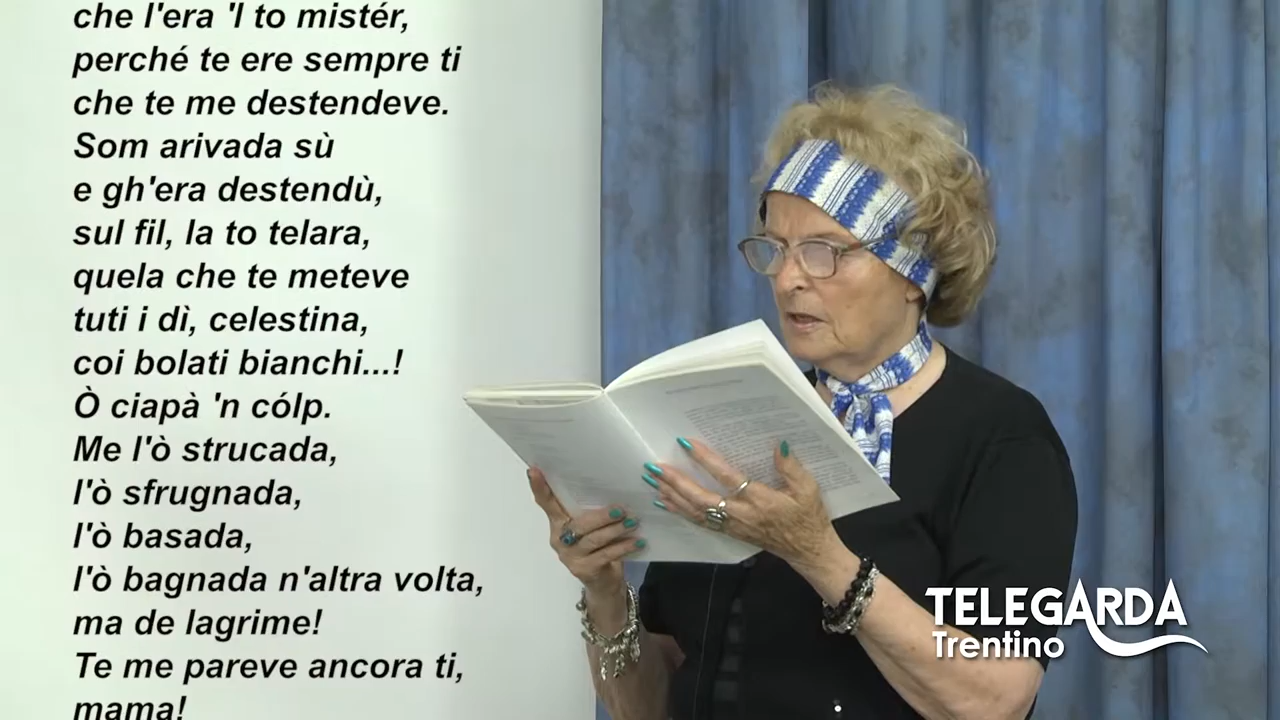 che l'era 'l to mistér,
perché te ere sempre ti
che te me destendeve.
Som arivada sù
e gh'era destendù,
sul fil, la to telara,
quela che te meteve
tuti i dì, celestina,
coi bolati bianchi...!
Ò ciapà 'n cólp.
Me l'ò strucada,
l'ò sfrugnada,
l'ò basada,
l'ò bagnada n'altra volta,
ma de lagrime!
Te me pareve ancora ti,
mama!
TELEGARDA
Trentino